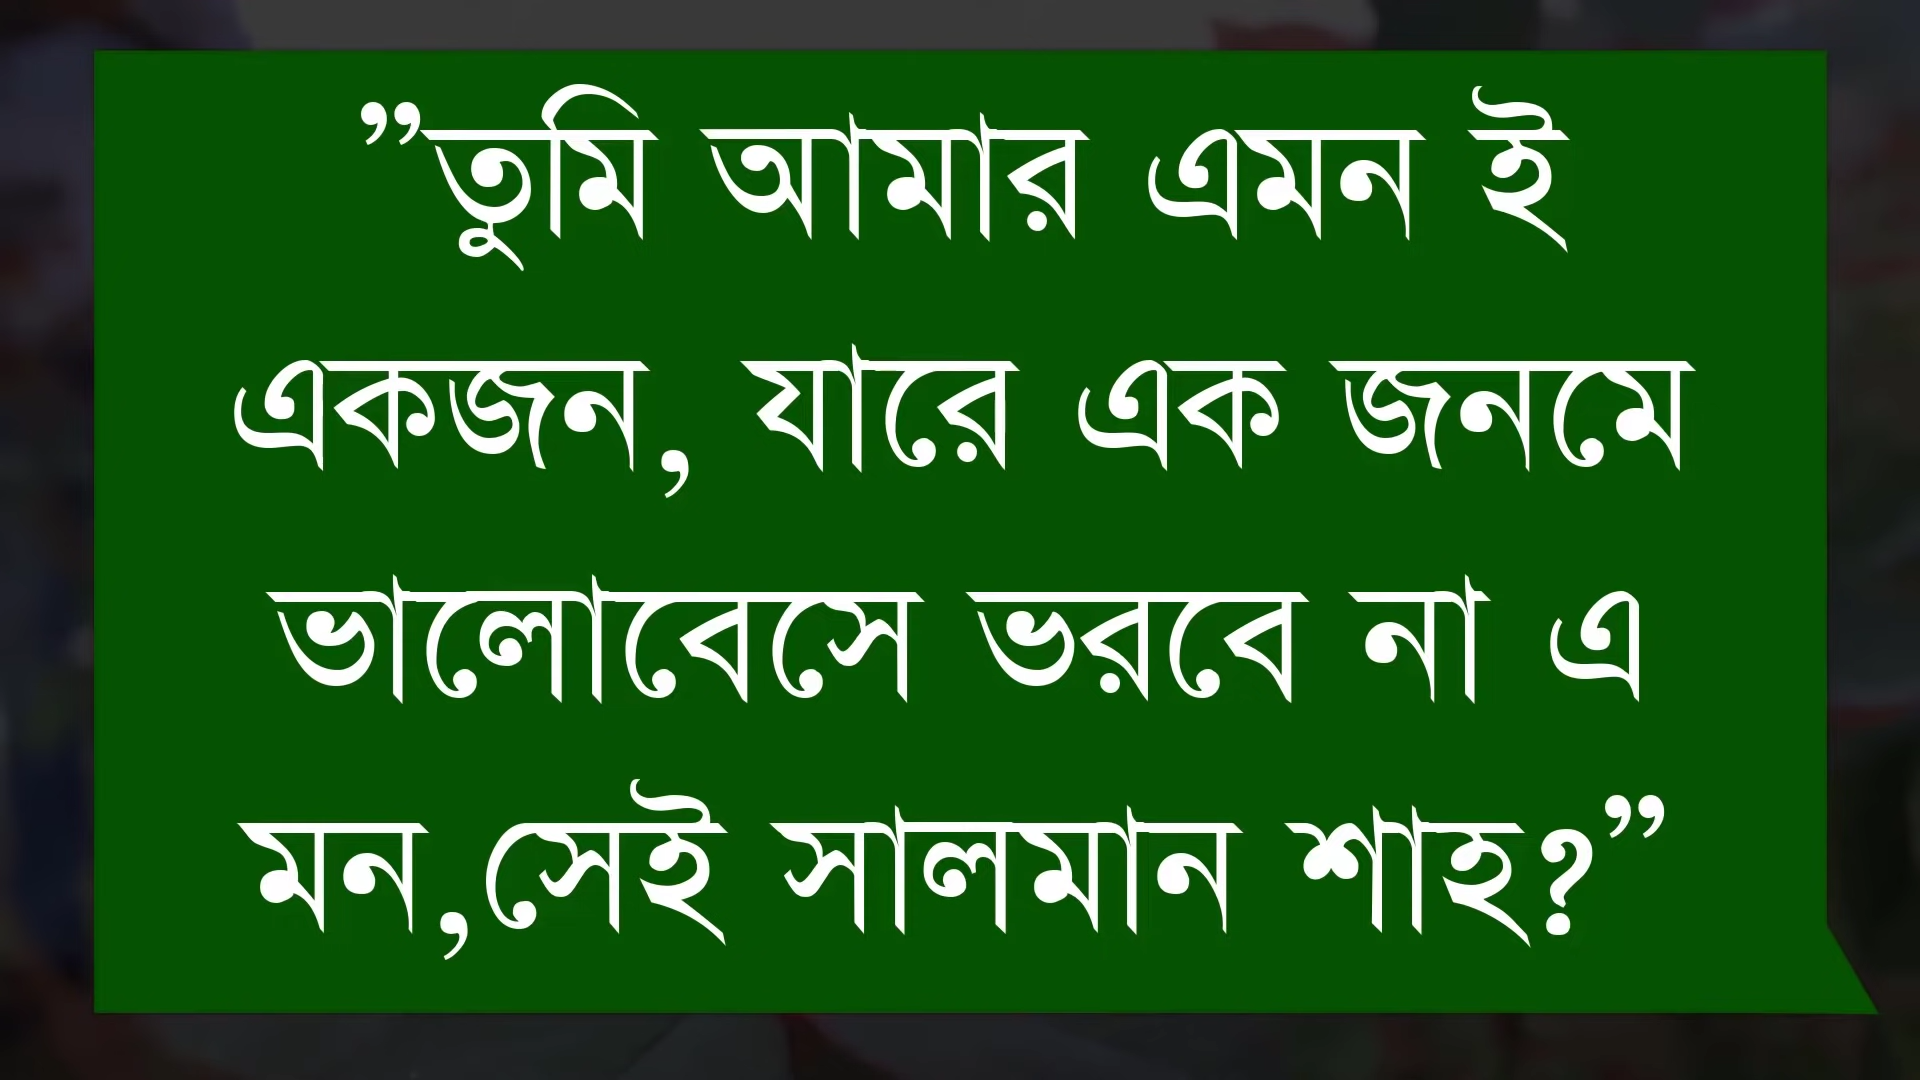 ”তুমি আমার এমন ই
একজন, যারে এক জনমে
ভালোবেসে ভরবে না এ
মন,সেই সালমান শাহ?”